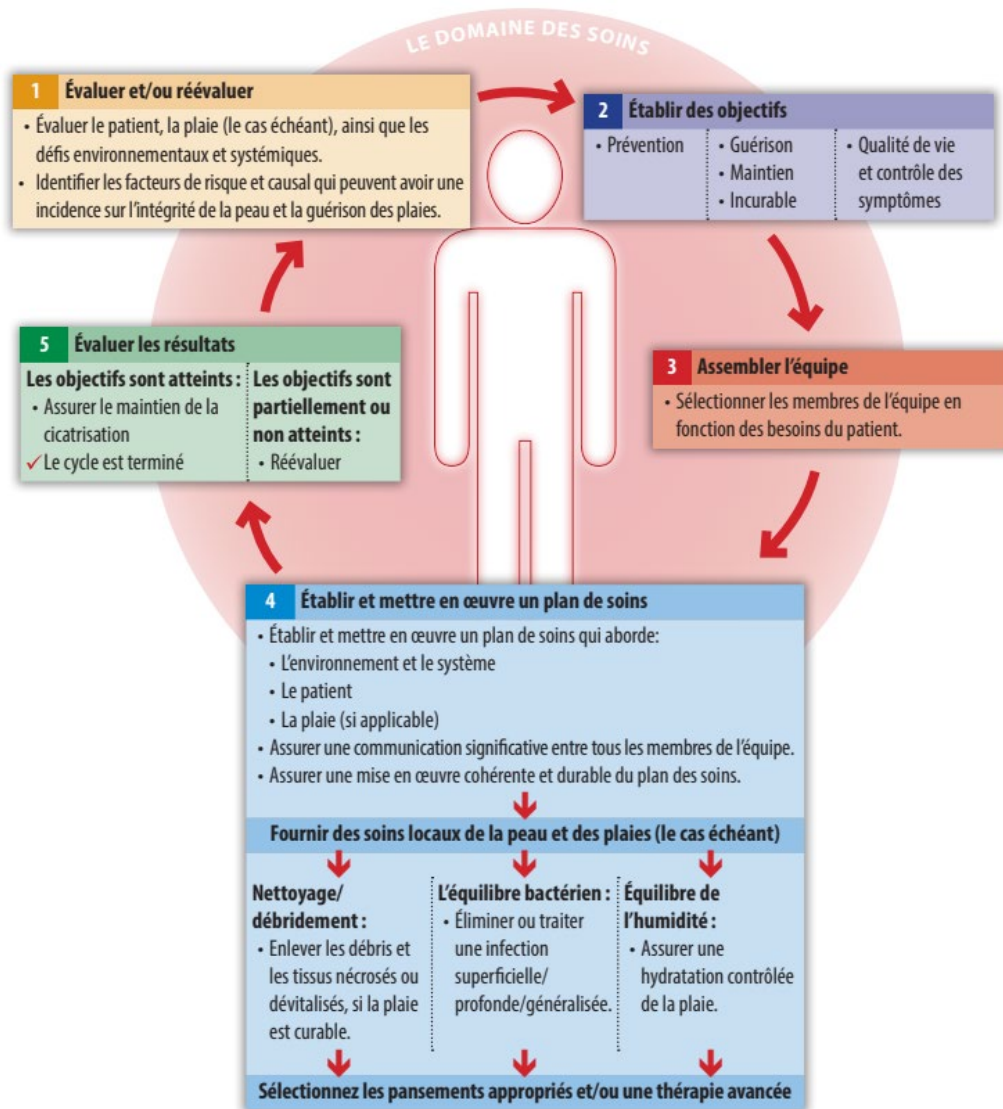 LE DOMAINE DES SOINS
1 Évaluer et/ou réévaluer
• Évaluer le patient, la plaie (le cas échéant), ainsi que les
défis environmentaux et systémiques.
• Identifier les facteurs de risque et causal qui peuvent avoir une
incidence sur l'intégrité de la peau et la guérison des plaies.
2 Établir des objectifs
• Prévention
• Guérison
• Maintien
• Incurable
• Qualité de vie
et contrôle des
symptômes
3 Assembler l'équipe
• Sélectionner les membres de l'équipe en
fonction des besoins du patient.
4 Établir et mettre en œuvre un plan de soins
• Établir et mettre en œuvre un plan de soins qui aborde:
• L'environnement et le système
• Le patient
• La plaie (si applicable)
• Assurer une communication significative entre tous les membres de l'équipe.
• Assurer une mise en œuvre cohérente et durable du plan des soins.
Fournir des soins locaux de la peau et des plaies (le cas échéant)
Nettoyage/
débridement :
• Enlever les débris et
les tissus nécrosés ou
dévitalisés, si la plaie
est curable.
L'équilibre bactérien :
• Éliminer ou traiter
une infection
superficielle/
profonde/généralisée.
Équilibre de
l'humidité :
• Assurer une
hydratation contrôlée
de la plaie.
Sélectionnez les pansements appropriés et/ou une thérapie avancée
5 Évaluer les résultats
Les objectifs sont atteints :
• Assurer le maintien de la
cicatrisation
✓ Le cycle est terminé
Les objectifs sont
partiellement ou
non atteints :
• Réévaluer